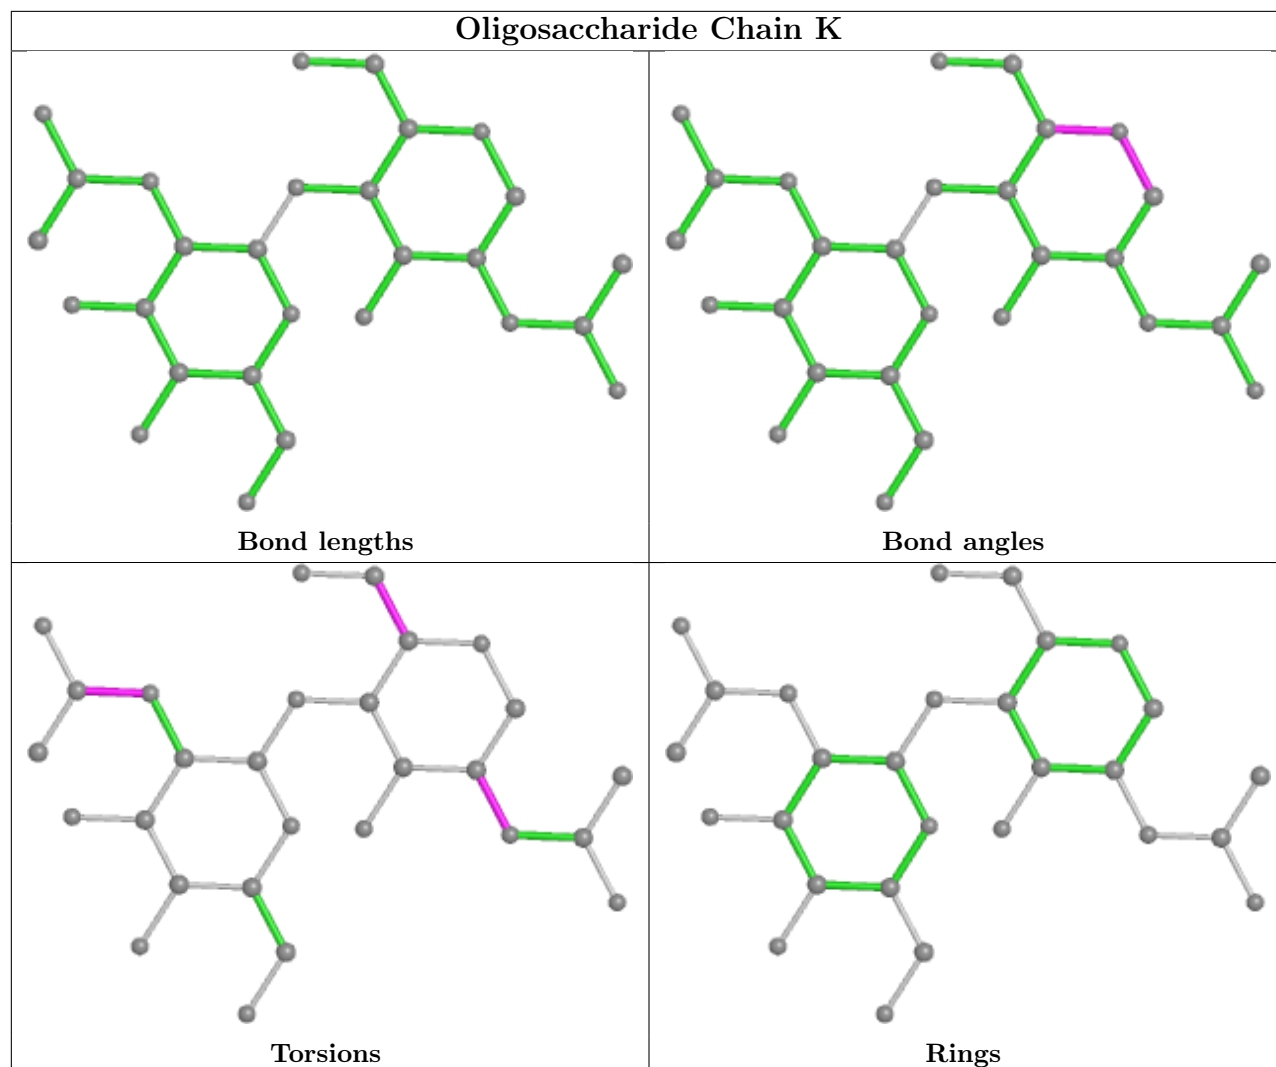 Oligosaccharide Chain K
Bond lengths
Bond angles
Torsions
Rings